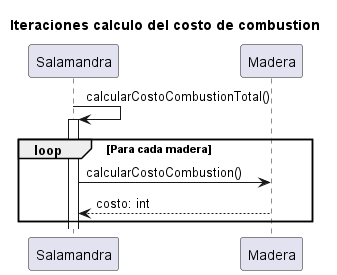 Iteraciones calculo del costo de combustion
Salamandra
Madera
calcularCostoCombustionTotal()
loop
[Para cada madera]
calcularCostoCombustion()
costo: int
Salamandra
Madera